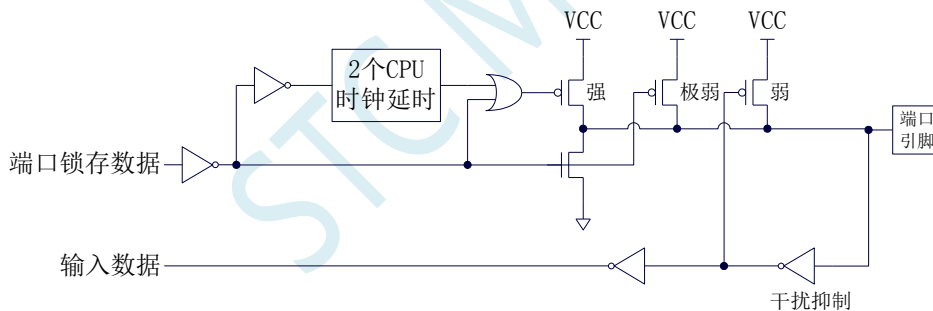 VCC
VCC
VCC
2个CPU
时钟延时
强
极弱
弱
端口
引脚
端口锁存数据
输入数据
干扰抑制
STCM